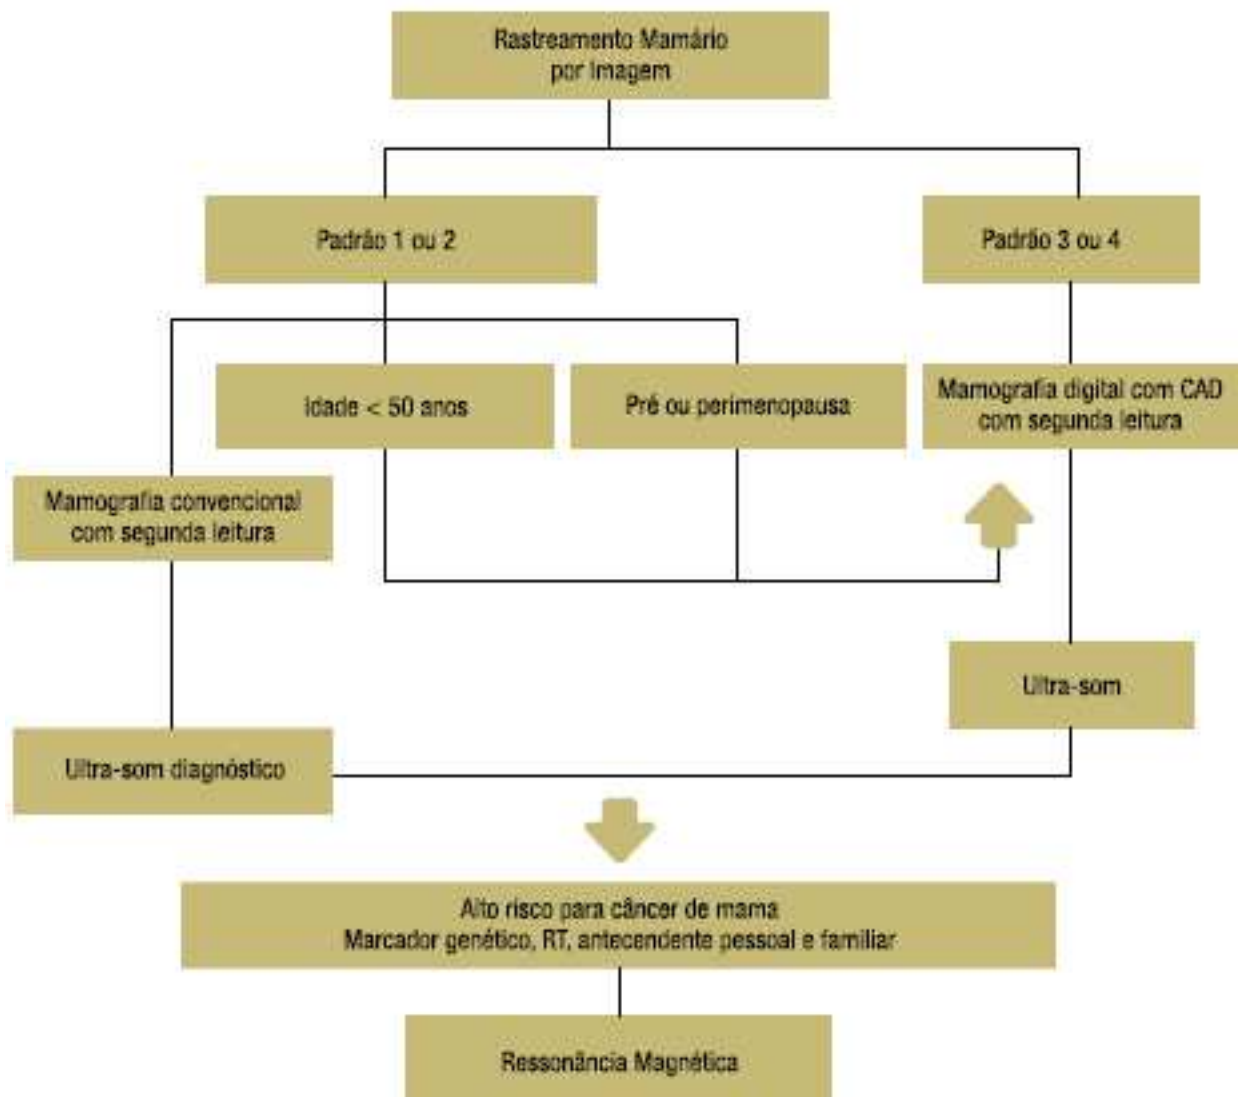 Rastreamento Mamário
por Imagem
Padrão 1 ou 2
Padrão 3 ou 4
Idade < 50 anos
Pré ou perimenopausa
Mamografia digital com CAD
com segunda leitura
Mamografia convencional
com segunda leitura
Ultra-som
Ultra-som diagnóstico
Alto risco para câncer de mama
Marcador genético, RT, antecendente pessoal e familiar
Ressonância Magnética